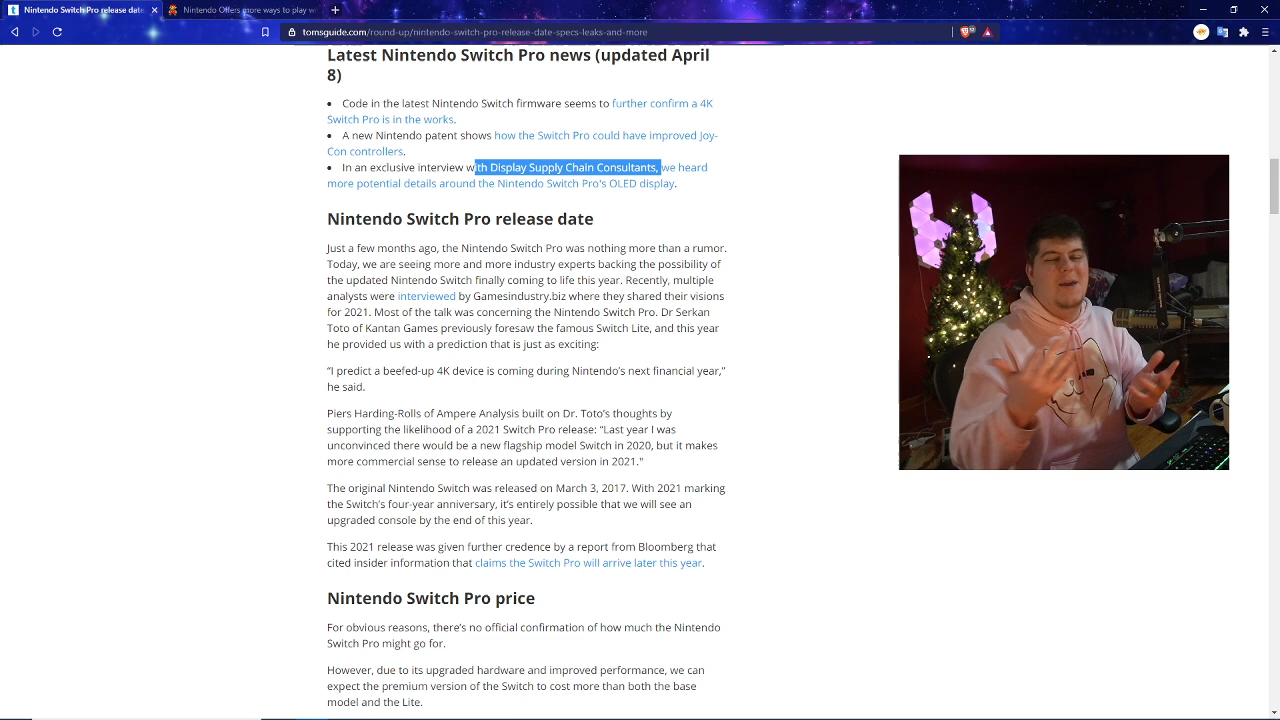 Nintendo Switch Pro release date
Nintendo Offers more ways to play wi
tomsguide.com/round-up/nintendo-switch-pro-release-date-specs-leaks-and-more
Latest Nintendo Switch Pro news (updated April
8)
• Code in the latest Nintendo Switch firmware seems to further confirm a 4K
Switch Pro is in the works.
• A new Nintendo patent shows how the Switch Pro could have improved Joy-
Con controllers.
• In an exclusive interview with Display Supply Chain Consultants, we heard
more potential details around the Nintendo Switch Pro's OLED display.
Nintendo Switch Pro release date
Just a few months ago, the Nintendo Switch Pro was nothing more than a rumor.
Today, we are seeing more and more industry experts backing the possibility of
the updated Nintendo Switch finally coming to life this year. Recently, multiple
analysts were interviewed by Gamesindustry.biz where they shared their visions
for 2021. Most of the talk was concerning the Nintendo Switch Pro. Dr Serkan
Toto of Kantan Games previously foresaw the famous Switch Lite, and this year
he provided us with a prediction that is just as exciting:
“I predict a beefed-up 4K device is coming during Nintendo’s next financial year,”
he said.
Piers Harding-Rolls of Ampere Analysis built on Dr. Toto’s thoughts by
supporting the likelihood of a 2021 Switch Pro release: “Last year I was
unconvinced there would be a new flagship model Switch in 2020, but it makes
more commercial sense to release an updated version in 2021."
The original Nintendo Switch was released on March 3, 2017. With 2021 marking
the Switch’s four-year anniversary, it’s entirely possible that we will see an
upgraded console by the end of this year.
This 2021 release was given further credence by a report from Bloomberg that
cited insider information that claims the Switch Pro will arrive later this year.
Nintendo Switch Pro price
For obvious reasons, there’s no official confirmation of how much the Nintendo
Switch Pro might go for.
However, due to its upgraded hardware and improved performance, we can
expect the premium version of the Switch to cost more than both the base
model and the Lite.